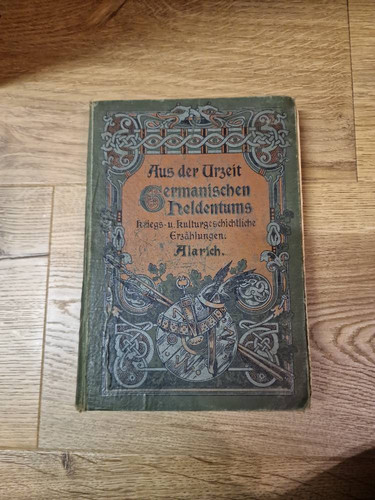 Aus der Urzeit
Germanischen
Heldentums
Kriegs- u. Kulturgeschichtliche
Erzählungen:
Alarich.